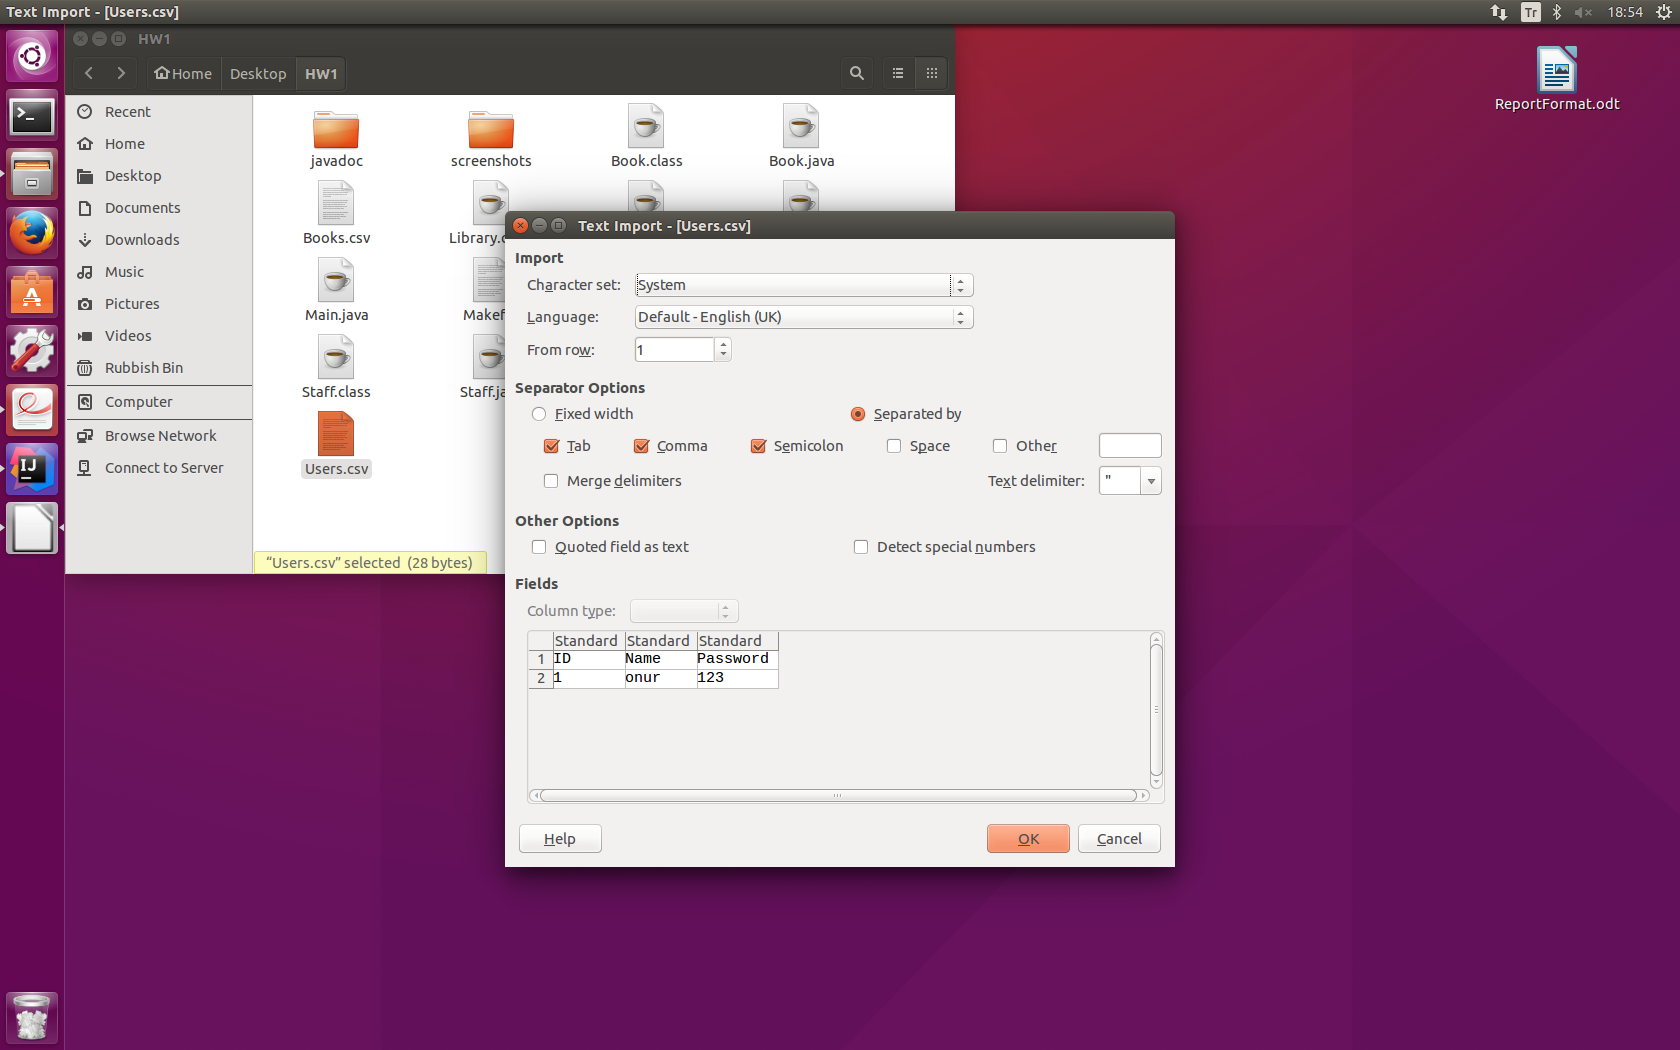 Text Import - [Users.csv]
Tr
18:54
HW1
Home
Desktop
HW1
ReportFormat.odt
Recent
Home
Desktop
Documents
Downloads
Music
Pictures
Videos
Rubbish Bin
Computer
Browse Network
Connect to Server
javadoc
screenshots
Book.class
Book.java
Books.csv
Library.
Main.java
Makef
Staff.class
Staff.ja
Users.csv
“Users.csv” selected (28 bytes)
Text Import - [Users.csv]
Import
Character set: System
Language: Default - English (UK)
From row: 1
Separator Options
Fixed width
Separated by
Tab
Comma
Semicolon
Space
Other
Merge delimiters
Text delimiter: "
Other Options
Quoted field as text
Detect special numbers
Fields
Column type:
Standard Standard Standard
1 ID Name Password
2 1 onur 123
Help
OK
Cancel
IJ